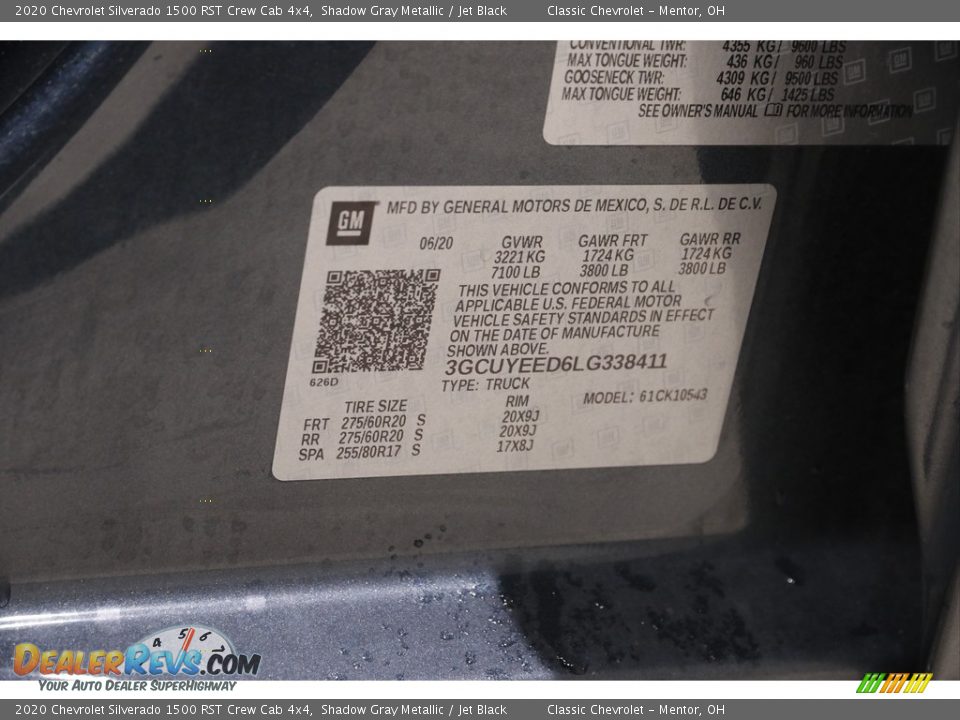 2020 Chevrolet Silverado 1500 RST Crew Cab 4x4, Shadow Gray Metallic / Jet Black Classic Chevrolet – Mentor, OH
CONVENTIONAL TWR: 4355 KG / 9600 LBS
MAX TONGUE WEIGHT: 436 KG / 960 LBS
GOOSENECK TWR: 4309 KG / 9500 LBS
MAX TONGUE WEIGHT: 646 KG / 1425 LBS
SEE OWNER'S MANUAL FOR MORE INFORMATION
GM MFD BY GENERAL MOTORS DE MEXICO, S. DE R.L. DE C.V.
06/20 GVWR GAWR FRT GAWR RR
3221 KG 1724 KG 1724 KG
7100 LB 3800 LB 3800 LB
THIS VEHICLE CONFORMS TO ALL
APPLICABLE U.S. FEDERAL MOTOR
VEHICLE SAFETY STANDARDS IN EFFECT
ON THE DATE OF MANUFACTURE
SHOWN ABOVE.
3GCUYEED6LG338411
626D TYPE: TRUCK
MODEL: 61CK10543
TIRE SIZE RIM
FRT 275/60R20 S 20X9J
RR 275/60R20 S 20X9J
SPA 255/80R17 S 17X8J
4 5 6
DealerRevs.com
Your Auto Dealer SuperHighway
2020 Chevrolet Silverado 1500 RST Crew Cab 4x4, Shadow Gray Metallic / Jet Black Classic Chevrolet – Mentor, OH